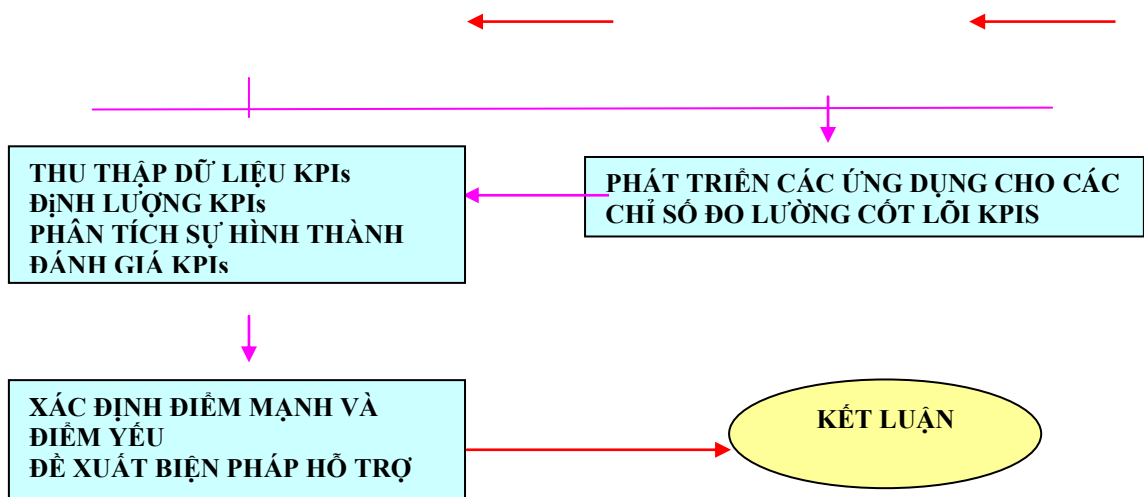 THU THẬP DỮ LIỆU KPIs
ĐỊNH LƯỢNG KPIs
PHÂN TÍCH SỰ HÌNH THÀNH
ĐÁNH GIÁ KPIs
PHÁT TRIỂN CÁC ỨNG DỤNG CHO CÁC
CHỈ SỐ ĐO LƯỜNG CỐT LÕI KPIS
XÁC ĐỊNH ĐIỂM MẠNH VÀ
ĐIỂM YẾU
ĐỀ XUẤT BIỆN PHÁP HỖ TRỢ
KẾT LUẬN